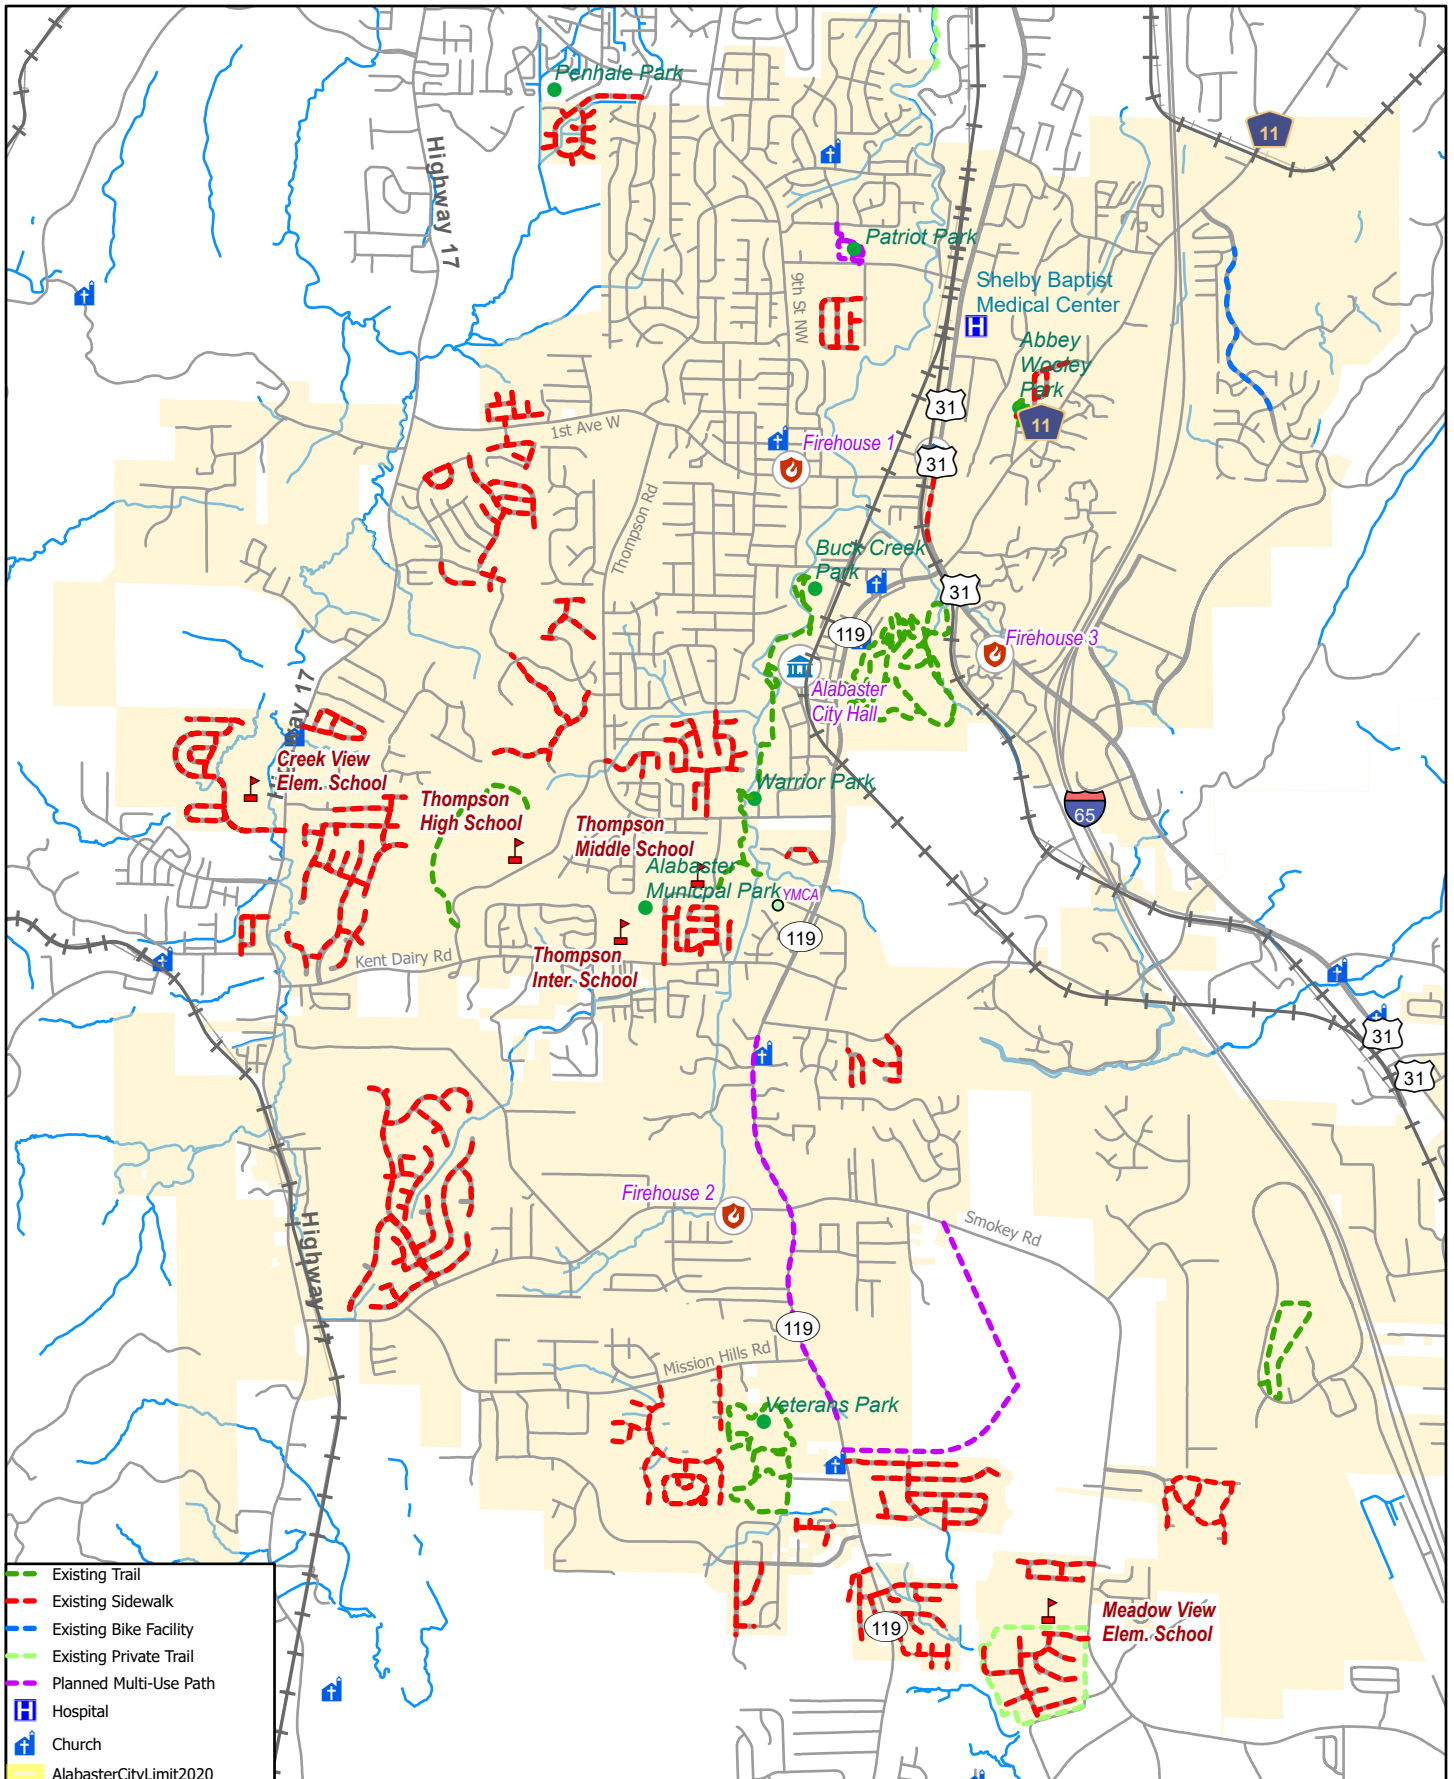 Penhale Park
11
Highway 17
Patriot Park
9th St NW
Shelby Baptist
Medical Center
Abbey
Wooley
Park
31
11
1st Ave W
Firehouse 1
31
Thompson Rd
Buck Creek
Park
31
119
Firehouse 3
Alabaster
City Hall
Highway 17
Creek View
Elem. School
Warrior Park
Thompson
High School
65
Thompson
Middle School
Alabaster
Municpal Park
YMCA
119
Kent Dairy Rd
Thompson
Inter. School
31
31
Firehouse 2
Smokey Rd
Highway 17
119
Mission Hills Rd
Veterans Park
Meadow View
Elem. School
119
Existing Trail
Existing Sidewalk
Existing Bike Facility
Existing Private Trail
Planned Multi-Use Path
H Hospital
Church
AlabasterCityLimit2020